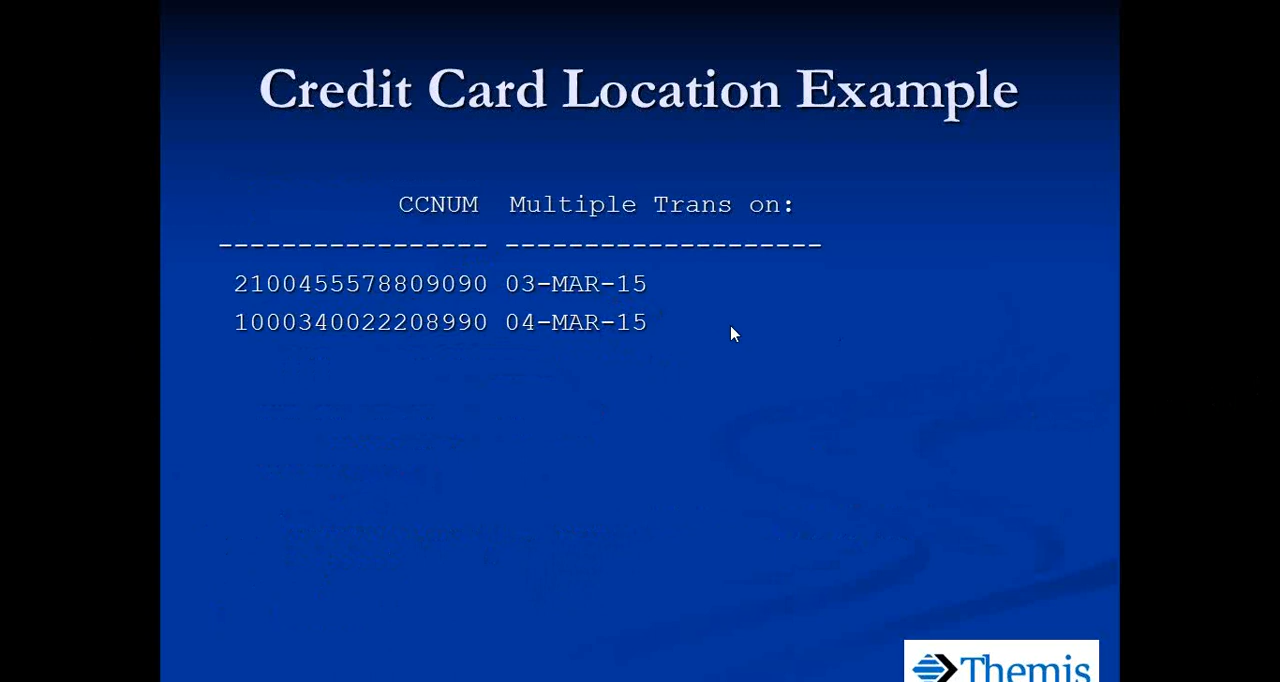 Credit Card Location Example
CCNUM Multiple Trans on:
----------------- --------------------
2100455578809090 03-MAR-15
1000340022208990 04-MAR-15
Themis